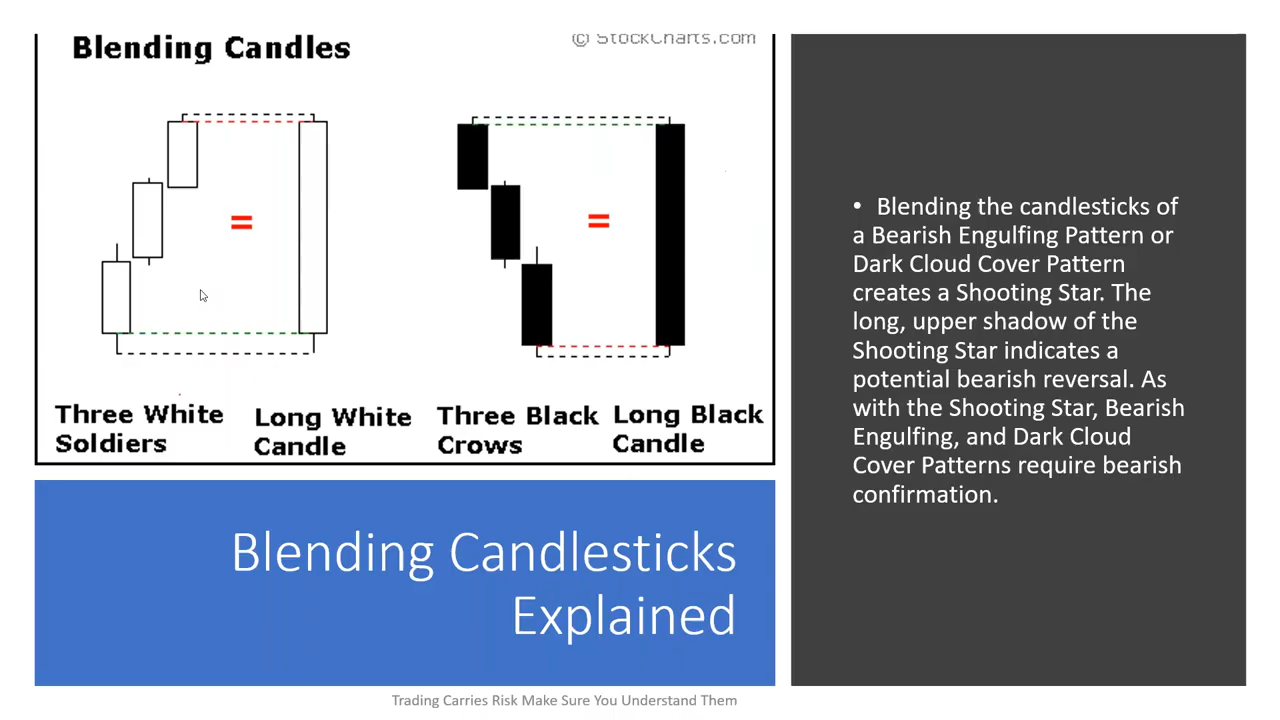 Blending Candles
© StockCharts.com
=
=
Three White
Soldiers
Long White
Candle
Three Black
Crows
Long Black
Candle
Blending Candlesticks
Explained
• Blending the candlesticks of
a Bearish Engulfing Pattern or
Dark Cloud Cover Pattern
creates a Shooting Star. The
long, upper shadow of the
Shooting Star indicates a
potential bearish reversal. As
with the Shooting Star, Bearish
Engulfing, and Dark Cloud
Cover Patterns require bearish
confirmation.
Trading Carries Risk Make Sure You Understand Them